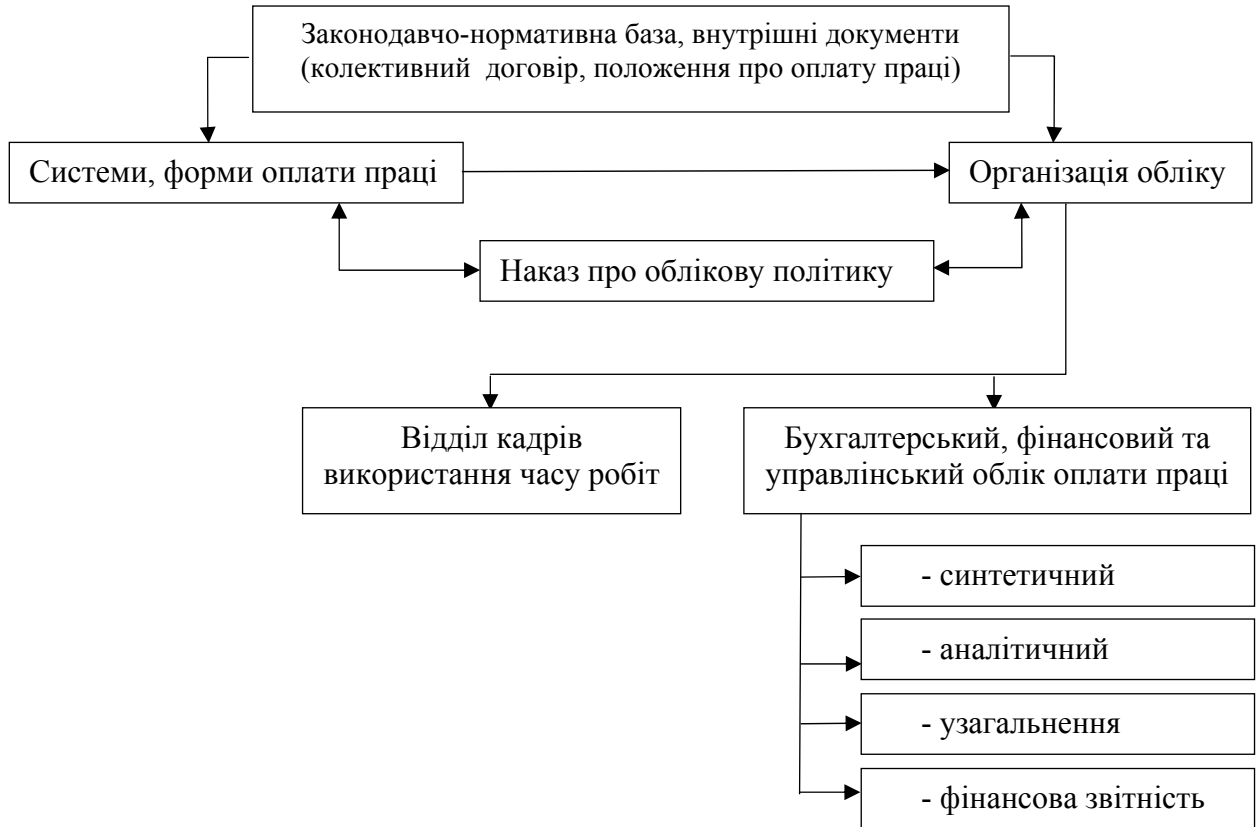 Законодавчо-нормативна база, внутрішні документи
(колективний договір, положення про оплату праці)
Системи, форми оплати праці
Організація обліку
Наказ про облікову політику
Відділ кадрів
використання часу робіт
Бухгалтерський, фінансовий та
управлінський облік оплати праці
- синтетичний
- аналітичний
- узагальнення
- фінансова звітність